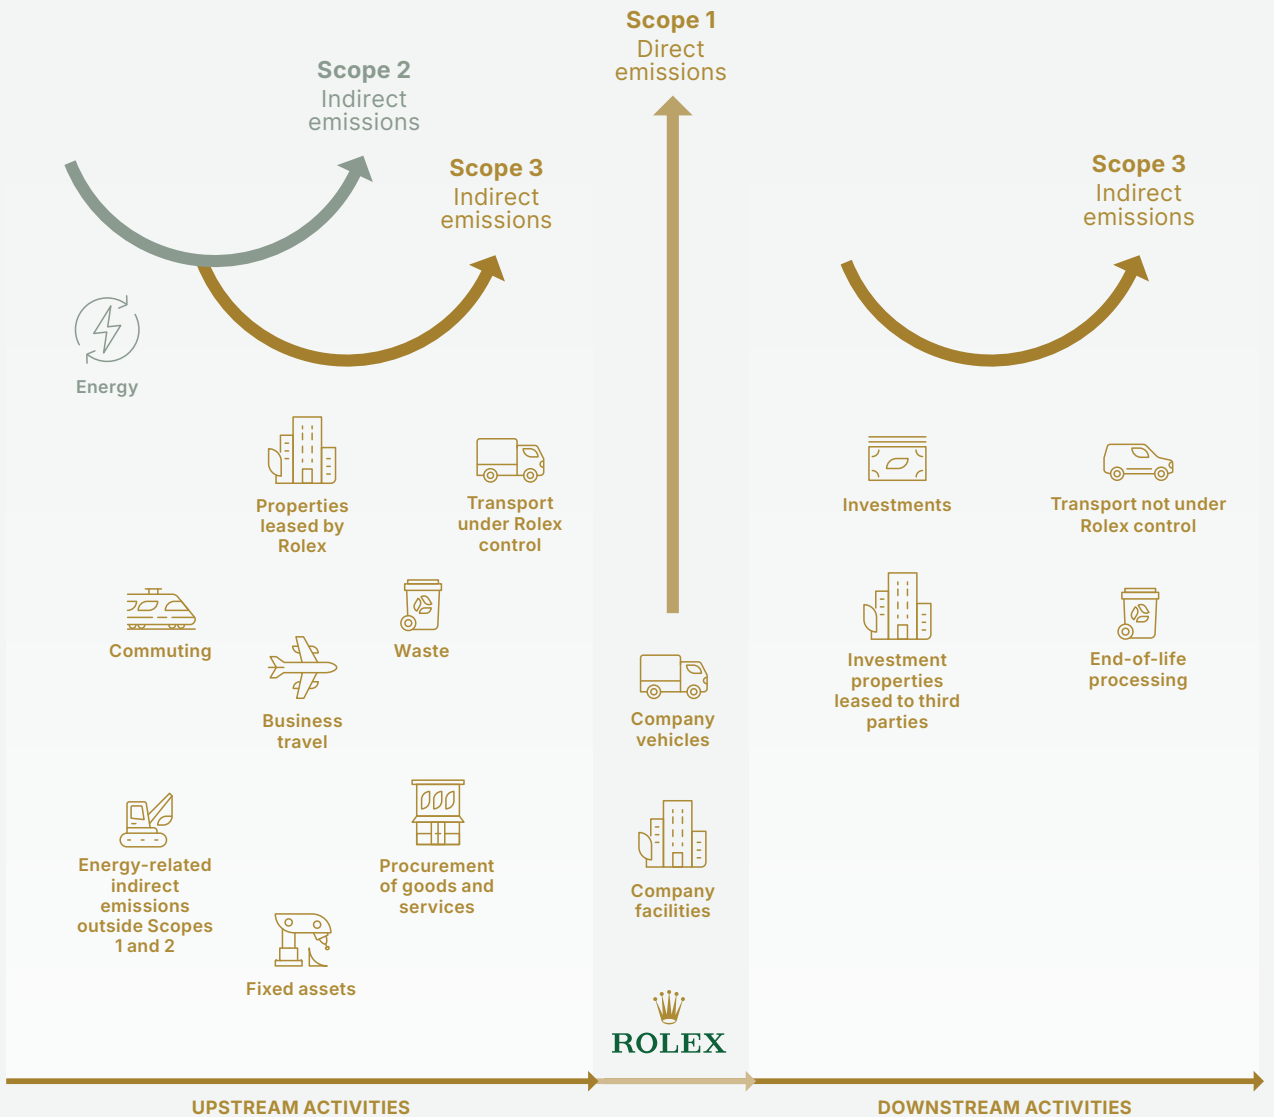 Scope 1
Direct
emissions
Scope 2
Indirect
emissions
Scope 3
Indirect
emissions
Scope 3
Indirect
emissions
Energy
Properties
leased by
Rolex
Transport
under Rolex
control
Commuting
Waste
Business
travel
Energy-related
indirect
emissions
outside Scopes
1 and 2
Procurement
of goods and
services
Fixed assets
Company
vehicles
Company
facilities
ROLEX
Investments
Transport not under
Rolex control
Investment
properties
leased to third
parties
End-of-life
processing
UPSTREAM ACTIVITIES
DOWNSTREAM ACTIVITIES